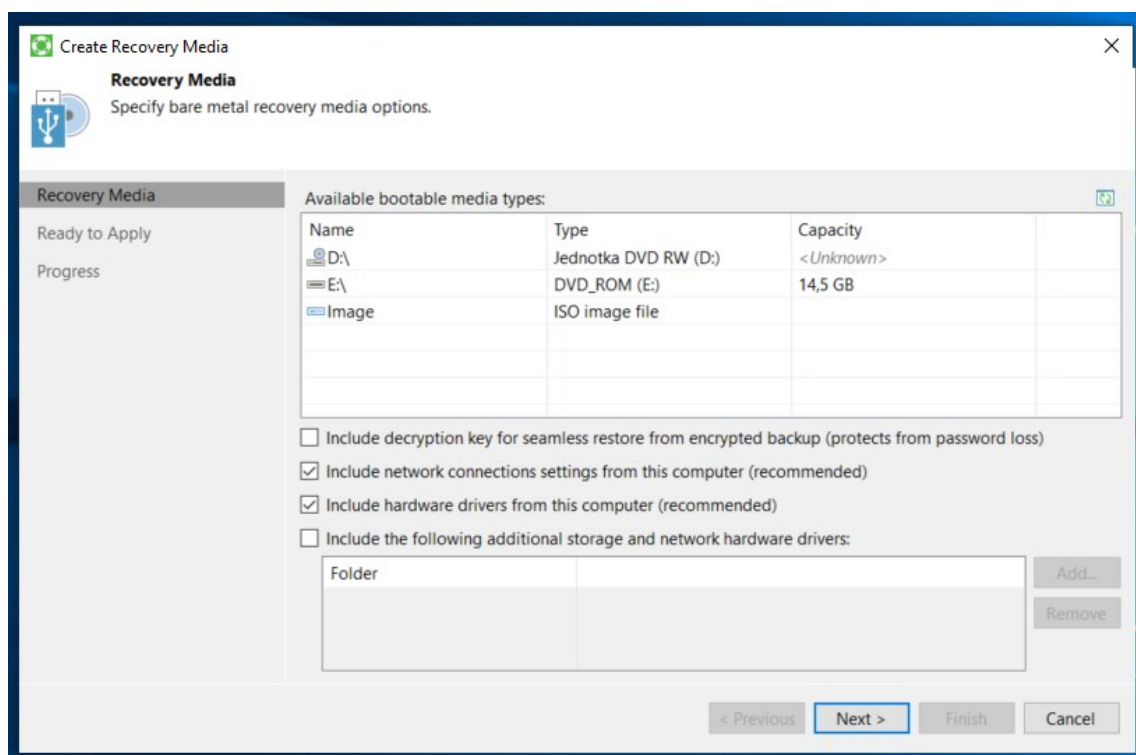 Create Recovery Media
Recovery Media
Specify bare metal recovery media options.
Recovery Media
Ready to Apply
Progress
Available bootable media types:
Name Type Capacity
D:\ Jednotka DVD RW (D:) <Unknown>
E:\ DVD_ROM (E:) 14,5 GB
Image ISO image file
Include decryption key for seamless restore from encrypted backup (protects from password loss)
Include network connections settings from this computer (recommended)
Include hardware drivers from this computer (recommended)
Include the following additional storage and network hardware drivers:
Folder
Add...
Remove
< Previous Next > Finish Cancel